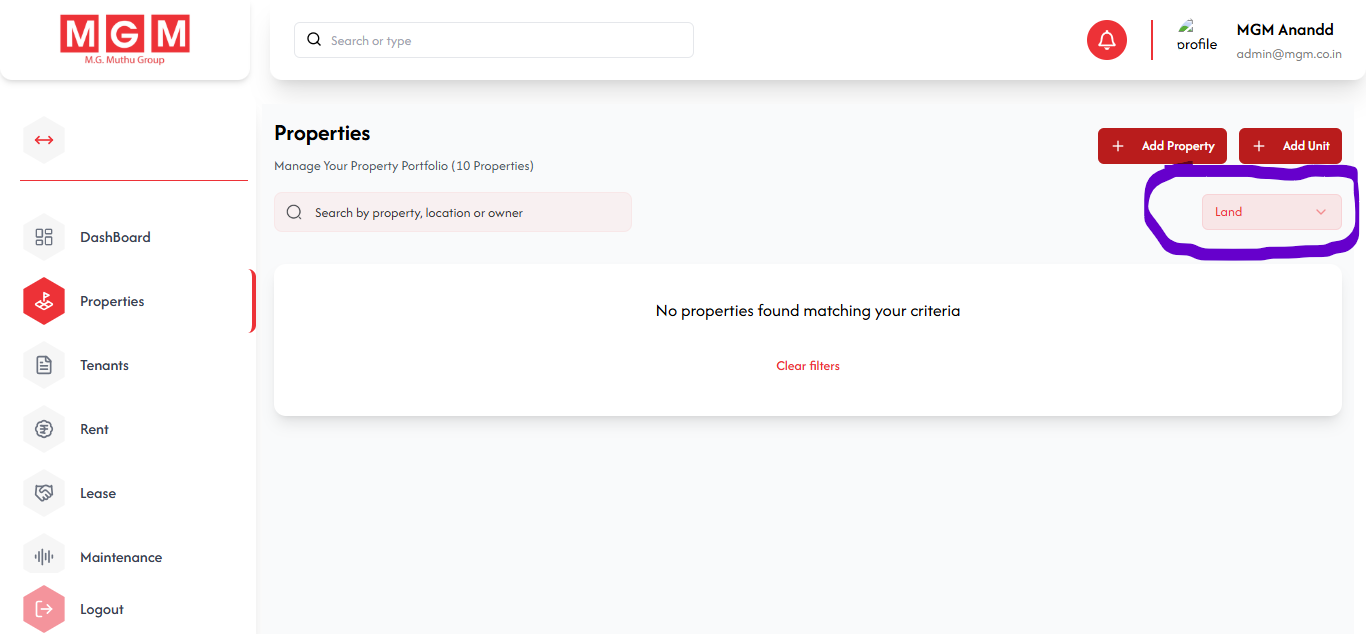 MGM
M.G. Muthu Group
Search or type
profile
MGM Anandd
admin@mgm.co.in
Properties
Manage Your Property Portfolio (10 Properties)
Add Property
Add Unit
Search by property, location or owner
Land
DashBoard
Properties
Tenants
Rent
Lease
Maintenance
Logout
No properties found matching your criteria
Clear filters